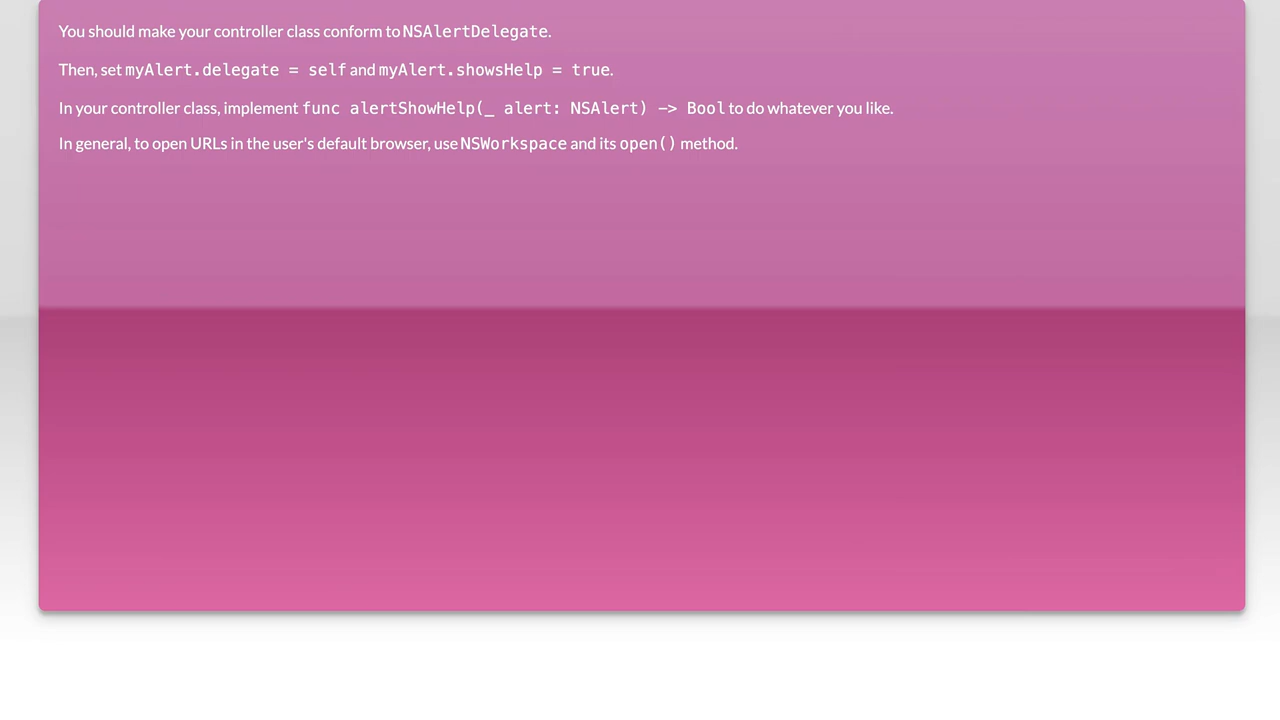 You should make your controller class conform to NSAlertDelegate.
Then, set myAlert.delegate = self and myAlert.showsHelp = true.
In your controller class, implement func alertShowHelp(_ alert: NSAlert) -> Bool to do whatever you like.
In general, to open URLs in the user's default browser, use NSWorkspace and its open() method.